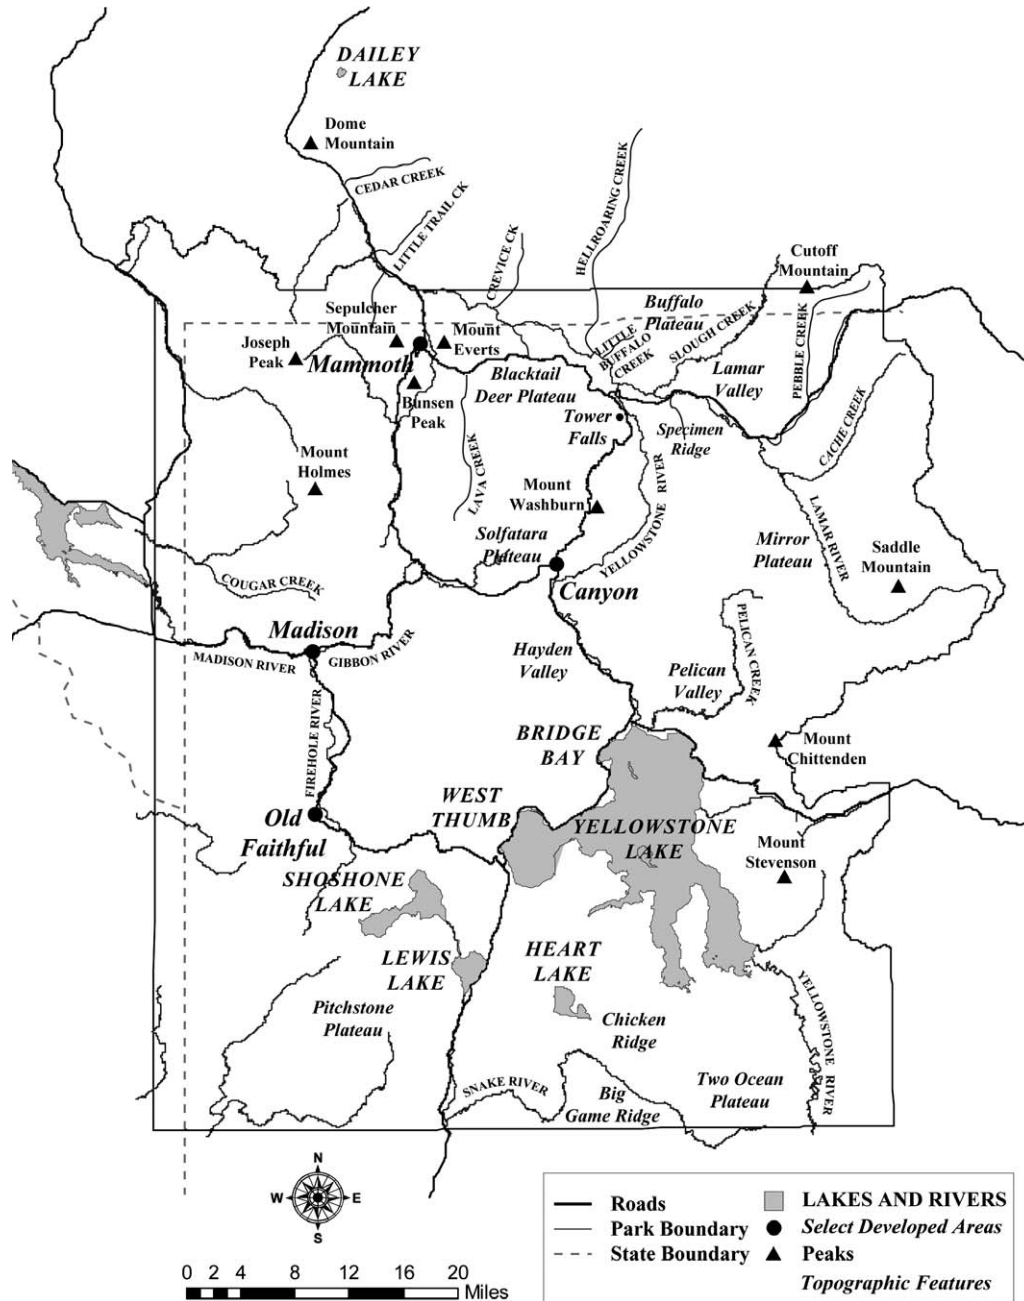 DAILEY
LAKE
Dome
Mountain
CEDAR CREEK
LITTLE TRAIL CK
CREVICE CK
HELLROARING CREEK
Cutoff
Mountain
Sepulcher
Mountain
Mount
Everts
Buffalo
Plateau
LITTLE
BUFFALO
CREEK
SLOUGH CREEK
PEBBLE CREEK
Joseph
Peak
Mammoth
Bunsen
Peak
Blacktail
Deer Plateau
Lamar
Valley
Tower
Falls
Specimen
Ridge
CACHE CREEK
Mount
Holmes
LAVA CREEK
Mount
Washburn
YELLOWSTONE RIVER
Solfatara
Plateau
LAMAR RIVER
Mirror
Plateau
Saddle
Mountain
COUGAR CREEK
Canyon
Madison
MADISON RIVER
GIBBON RIVER
Hayden
Valley
PELICAN CREEK
Pelican
Valley
FIREHOLE RIVER
BRIDGE
BAY
Mount
Chittenden
WEST
THUMB
Old
Faithful
YELLOWSTONE
LAKE
Mount
Stevenson
SHOSHONE
LAKE
LEWIS
LAKE
HEART
LAKE
Pitchstone
Plateau
Chicken
Ridge
YELLOWSTONE RIVER
SNAKE RIVER
Big
Game Ridge
Two Ocean
Plateau
N
W E
S
0 2 4 8 12 16 20
Miles
Roads
Park Boundary
State Boundary
LAKES AND RIVERS
Select Developed Areas
Peaks
Topographic Features